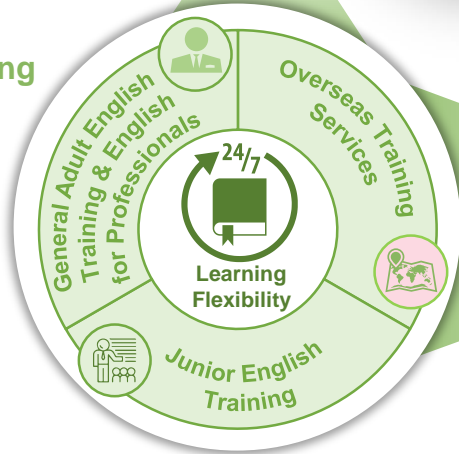 ng
General Adult English
Training & English
for Professionals
Overseas Training
Services
24/7
Learning
Flexibility
Junior English
Training